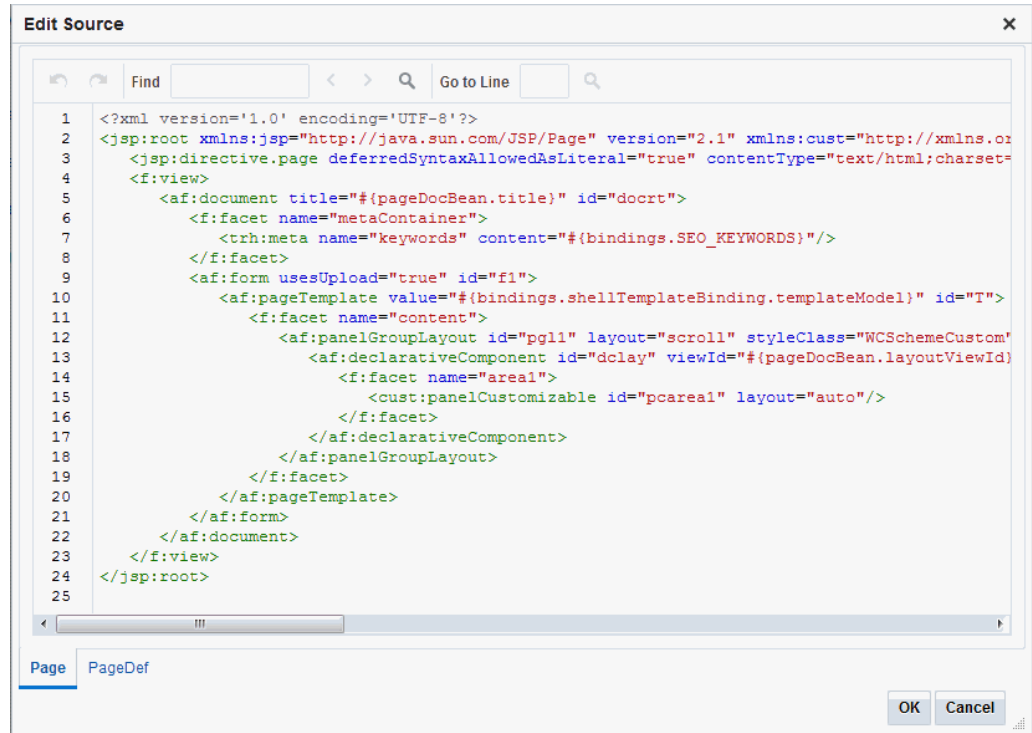 Edit Source
Find Go to Line
1 <?xml version='1.0' encoding='UTF-8'?>
2 <jsp:root xmlns:jsp="http://java.sun.com/JSP/Page" version="2.1" xmlns:cust="http://xmlns.or
3 <jsp:directive.page deferredSyntaxAllowedAsLiteral="true" contentType="text/html;charset=
4 <f:view>
5 <af:document title="#{pageDocBean.title}" id="docrt">
6 <f:facet name="metaContainer">
7 <trh:meta name="keywords" content="#{bindings.SEO_KEYWORDS}"/>
8 </f:facet>
9 <af:form usesUpload="true" id="f1">
10 <af:pageTemplate value="#{bindings.shellTemplateBinding.templateModel}" id="T">
11 <f:facet name="content">
12 <af:panelGroupLayout id="pgl1" layout="scroll" styleClass="WCSchemeCustom"
13 <af:declarativeComponent id="dclay" viewId="#{pageDocBean.layoutViewId}
14 <f:facet name="area1">
15 <cust:panelCustomizable id="pcarea1" layout="auto"/>
16 </f:facet>
17 </af:declarativeComponent>
18 </af:panelGroupLayout>
19 </f:facet>
20 </af:pageTemplate>
21 </af:form>
22 </af:document>
23 </f:view>
24 </jsp:root>
25
Page PageDef
OK Cancel